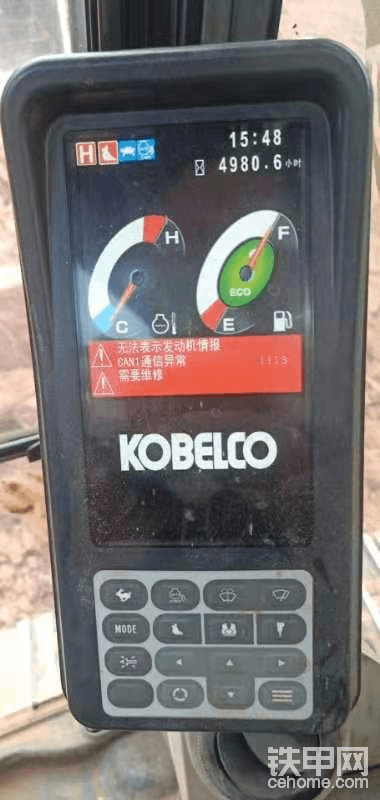 15:48
H
4980.6小时
H
F
ECO
C
E
无法表示发动机情报
CAN1通信异常 1113
需要维修
KOBELCO
MODE
铁甲网
cehome.com